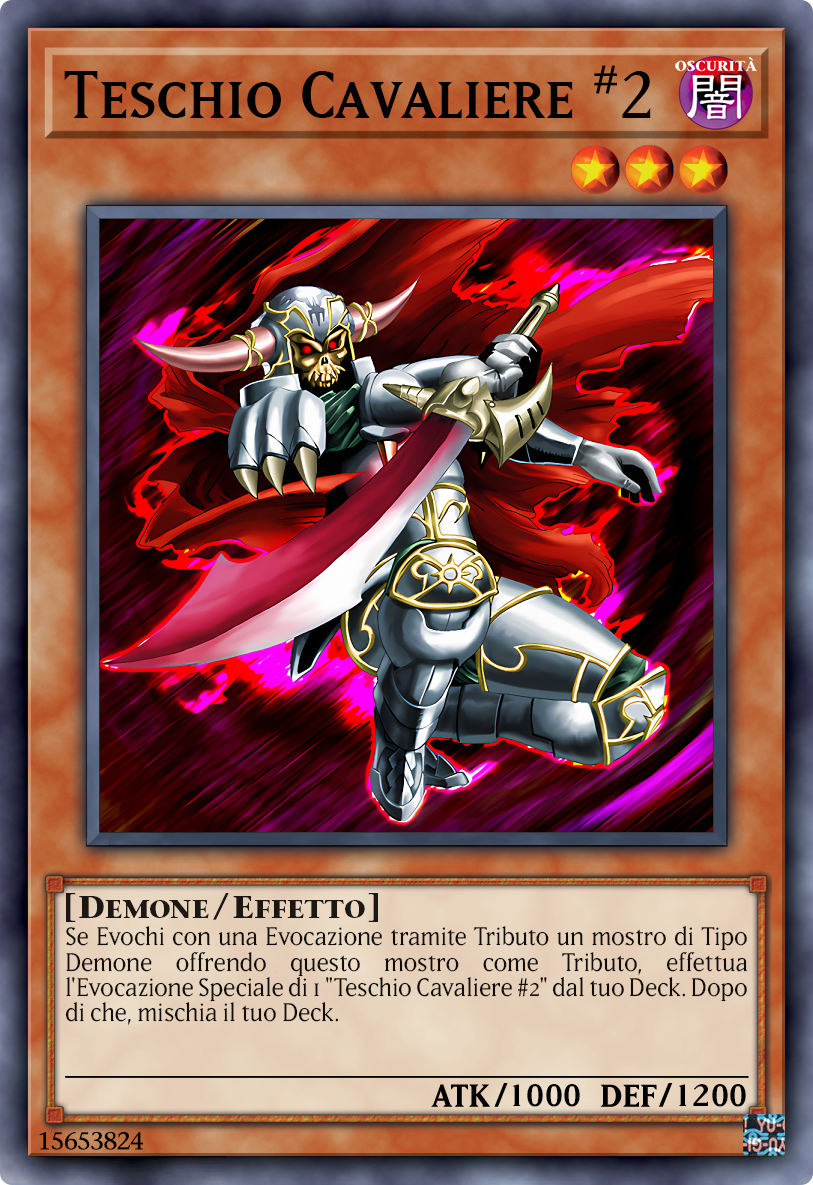 Teschio Cavaliere #2
OSCURITÀ
闇
[Demone/Effetto]
Se Evochi con una Evocazione tramite Tributo un mostro di Tipo
Demone offrendo questo mostro come Tributo, effettua
l'Evocazione Speciale di 1 "Teschio Cavaliere #2" dal tuo Deck. Dopo
di che, mischia il tuo Deck.
ATK/1000 DEF/1200
15653824